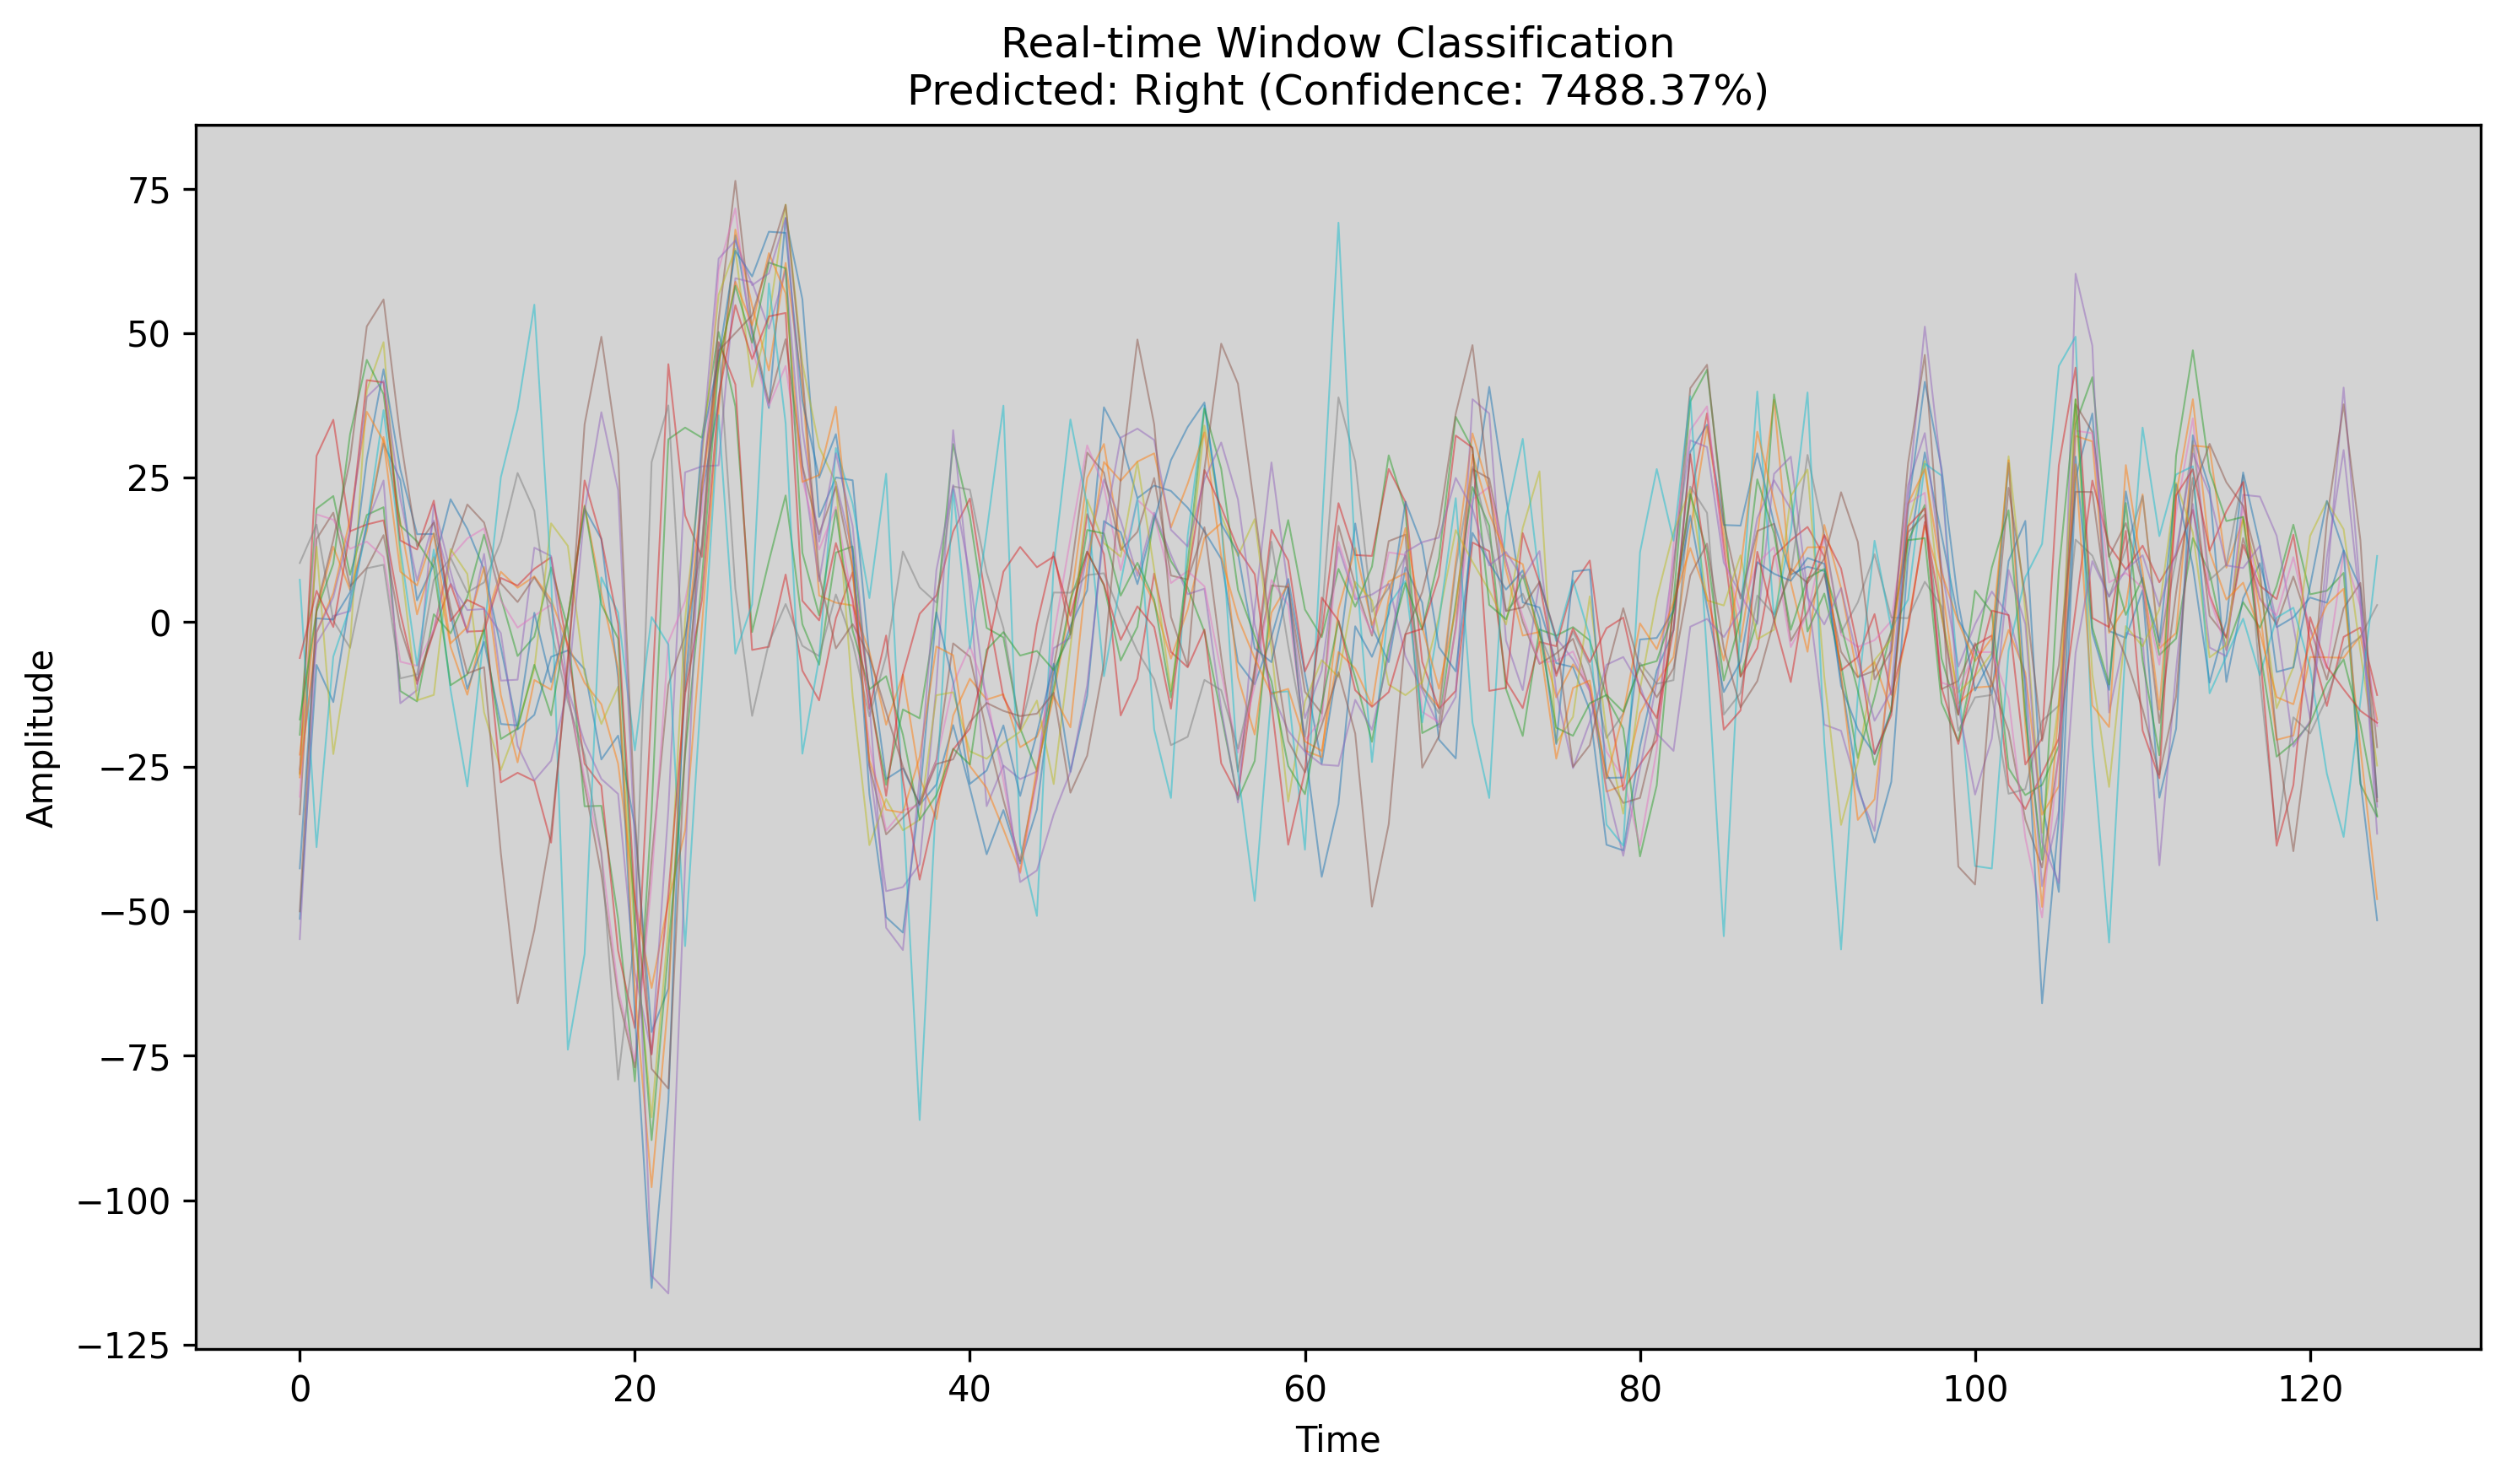 Real-time Window Classification
Predicted: Right (Confidence: 7488.37%)
75
50
25
0
−25
−50
−75
−100
−125
Amplitude
0 20 40 60 80 100 120
Time